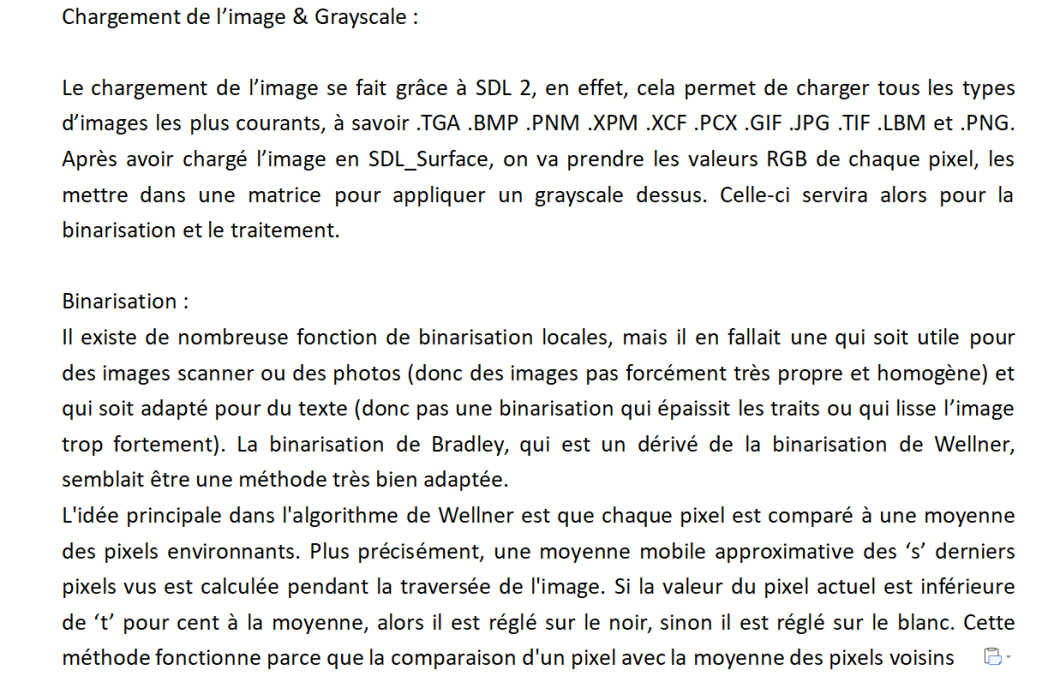 Chargement de l’image & Grayscale :
Le chargement de l’image se fait grâce à SDL 2, en effet, cela permet de charger tous les types
d’images les plus courants, à savoir .TGA .BMP .PNM .XPM .XCF .PCX .GIF .JPG .TIF .LBM et .PNG.
Après avoir chargé l’image en SDL_Surface, on va prendre les valeurs RGB de chaque pixel, les
mettre dans une matrice pour appliquer un grayscale dessus. Celle-ci servira alors pour la
binarisation et le traitement.
Binarisation :
Il existe de nombreuse fonction de binarisation locales, mais il en fallait une qui soit utile pour
des images scanner ou des photos (donc des images pas forcément très propre et homogène) et
qui soit adapté pour du texte (donc pas une binarisation qui épaissit les traits ou qui lisse l’image
trop fortement). La binarisation de Bradley, qui est un dérivé de la binarisation de Wellner,
semblait être une méthode très bien adaptée.
L'idée principale dans l'algorithme de Wellner est que chaque pixel est comparé à une moyenne
des pixels environnants. Plus précisément, une moyenne mobile approximative des ‘s’ derniers
pixels vus est calculée pendant la traversée de l'image. Si la valeur du pixel actuel est inférieure
de ‘t’ pour cent à la moyenne, alors il est réglé sur le noir, sinon il est réglé sur le blanc. Cette
méthode fonctionne parce que la comparaison d'un pixel avec la moyenne des pixels voisins